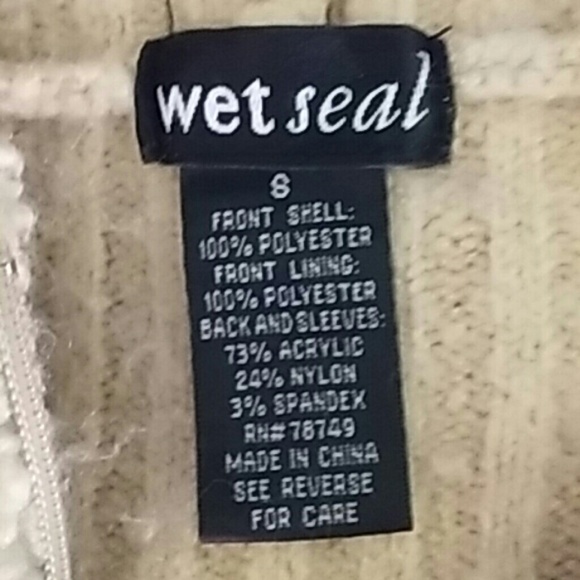 wet seal
S
FRONT SHELL:
100% POLYESTER
FRONT LINING:
100% POLYESTER
BACK AND SLEEVES:
73% ACRYLIC
24% NYLON
3% SPANDEX
RN# 78749
MADE IN CHINA
SEE REVERSE
FOR CARE